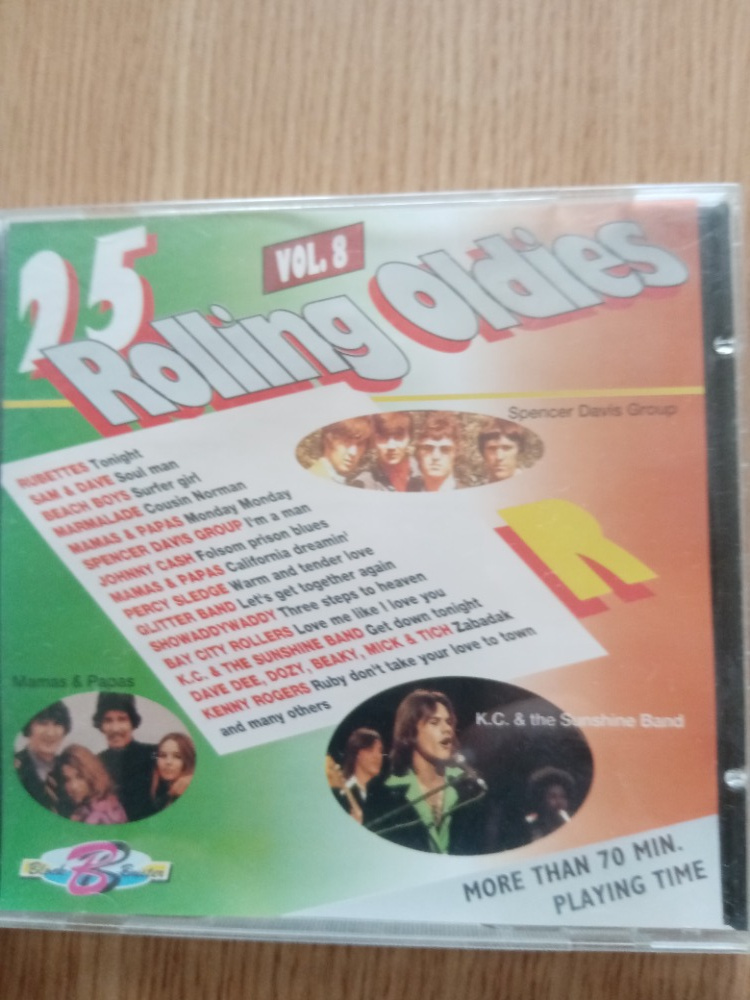 25
VOL. 8
Rolling Oldies
Spencer Davis Group
RUBETTES Tonight
SAM & DAVE Soul man
BEACH BOYS Surfer girl
MARMALADE Cousin Norman
MAMAS & PAPAS Monday Monday
SPENCER DAVIS GROUP I'm a man
JOHNNY CASH Folsom prison blues
MAMAS & PAPAS California dreamin'
PERCY SLEDGE Warm and tender love
GLITTER BAND Let's get together again
SHOWADDYWADDY Three steps to heaven
BAY CITY ROLLERS Love me like I love you
K.C. & THE SUNSHINE BAND Get down tonight
DAVE DEE, DOZY, BEAKY, MICK & TICH Zabadak
KENNY ROGERS Ruby don't take your love to town
and many others
R
Mamas & Papas
K.C. & the Sunshine Band
Block B Buster
MORE THAN 70 MIN.
PLAYING TIME